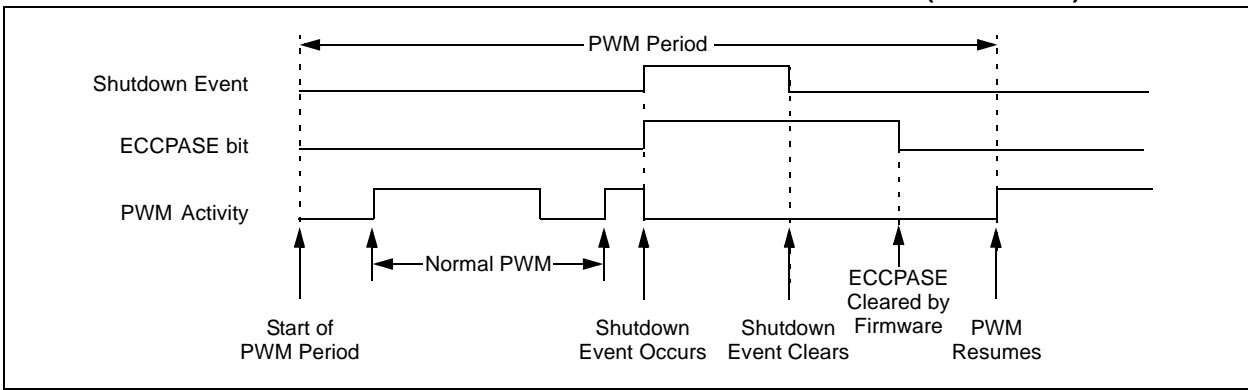 PWM Period
Shutdown Event
ECCPASE bit
PWM Activity
Normal PWM
Start of
PWM Period
Shutdown
Event Occurs
Shutdown
Event Clears
ECCPASE
Cleared by
Firmware
PWM
Resumes